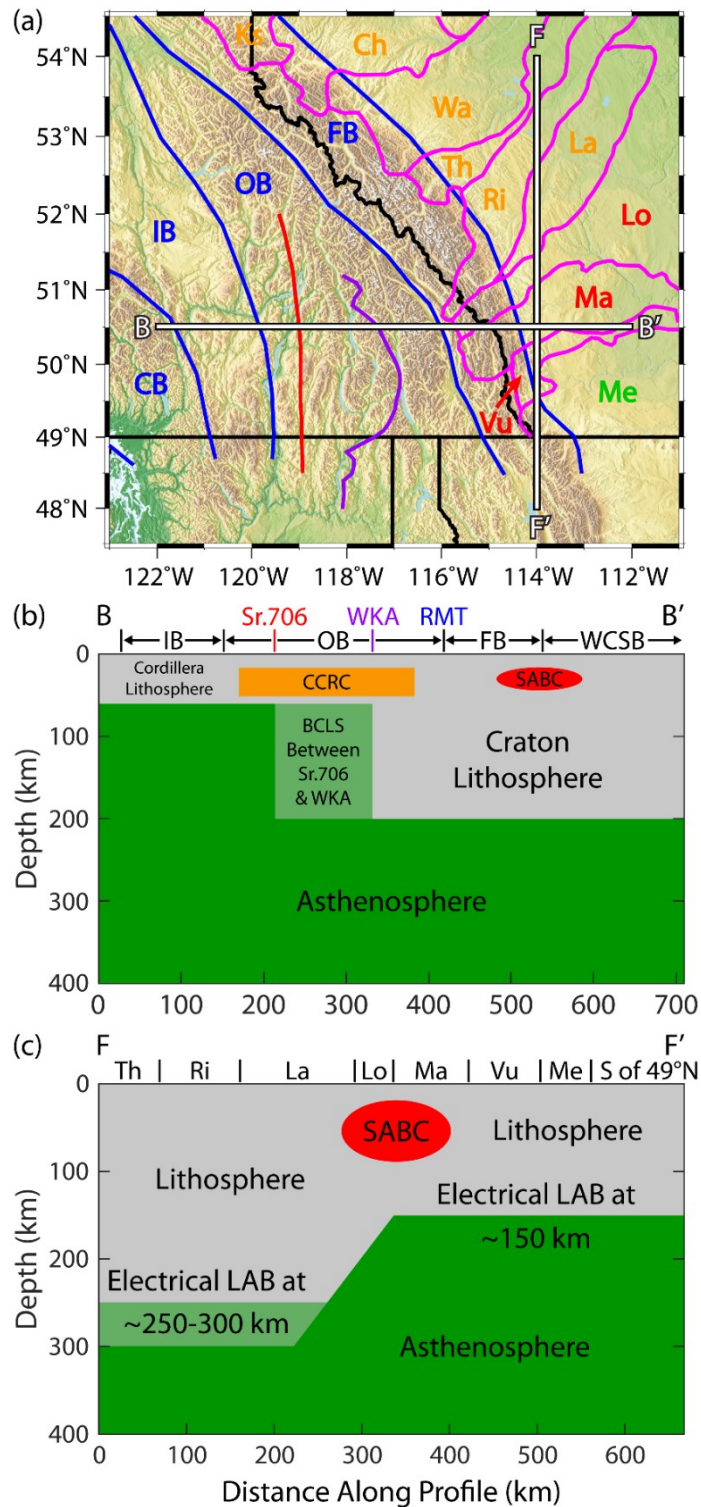 (a)
54°N
53°N
52°N
51°N
50°N
49°N
48°N
Ks
Ch
F
Wa
FB
La
Th
OB
Ri
Lo
IB
Ma
B
B’
CB
Me
Vu
F’
122°W 120°W 118°W 116°W 114°W 112°W
(b) B Sr.706 WKA RMT B’
IB OB FB WCSB
0
Cordillera
Lithosphere
CCRC
SABC
BCLS
Between
Sr.706
& WKA
Craton
Lithosphere
100
200
Asthenosphere
300
400
Depth (km)
0 100 200 300 400 500 600 700
(c) F F’
Th Ri La Lo Ma Vu Me S of 49°N
0
SABC
Lithosphere
100
Lithosphere
Electrical LAB at
~150 km
200
Electrical LAB at
~250-300 km
300
Asthenosphere
400
Depth (km)
0 100 200 300 400 500 600
Distance Along Profile (km)